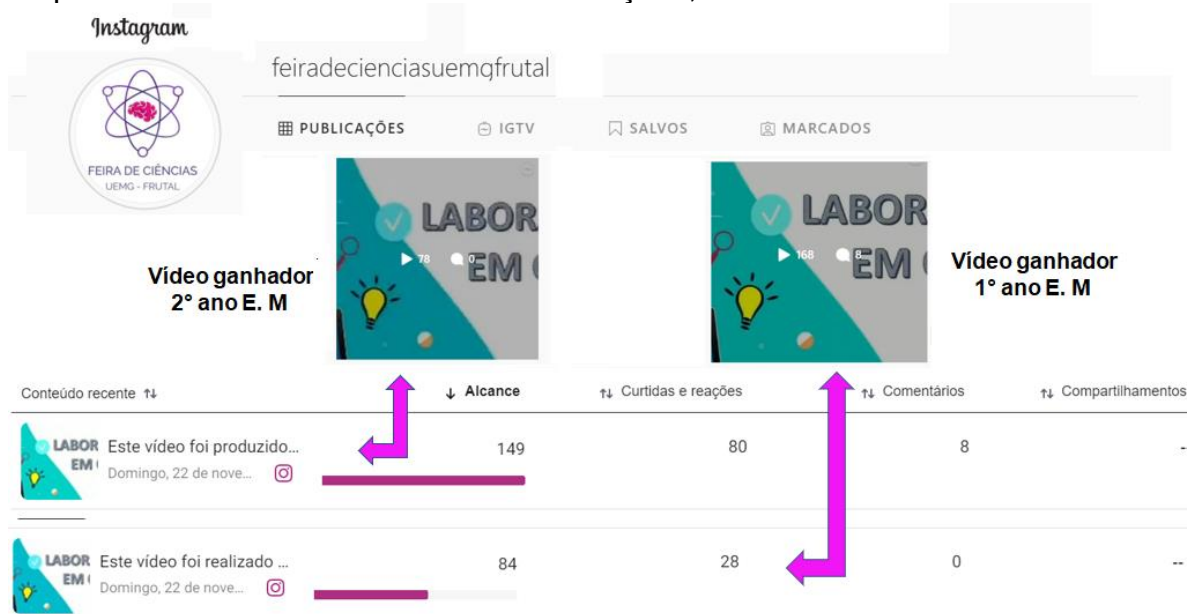 Instagram
FEIRA DE CIÊNCIAS
UEMG - FRUTAL
feiradecienciasuemgfrutal
PUBLICAÇÕES IGTV SALVOS MARCADOS
LABOR
EM
78 0
Vídeo ganhador
2° ano E. M
LABOR
EM
168 8
Vídeo ganhador
1° ano E. M
Conteúdo recente ↑↓ ↓ Alcance ↑↓ Curtidas e reações ↑↓ Comentários ↑↓ Compartilhamentos
LABOR
EM
Este vídeo foi produzido... 149 80 8 --
Domingo, 22 de nove...
LABOR
EM
Este vídeo foi realizado ... 84 28 0 --
Domingo, 22 de nove...